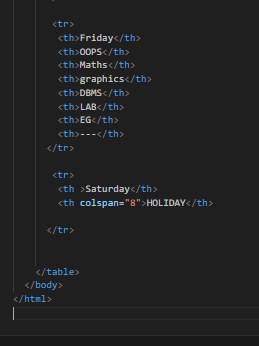 <tr>
<th>Friday</th>
<th>OOPS</th>
<th>Maths</th>
<th>graphics</th>
<th>DBMS</th>
<th>LAB</th>
<th>EG</th>
<th>---</th>
</tr>
<tr>
<th >Saturday</th>
<th colspan="8">HOLIDAY</th>
</tr>
</table>
</body>
</html>